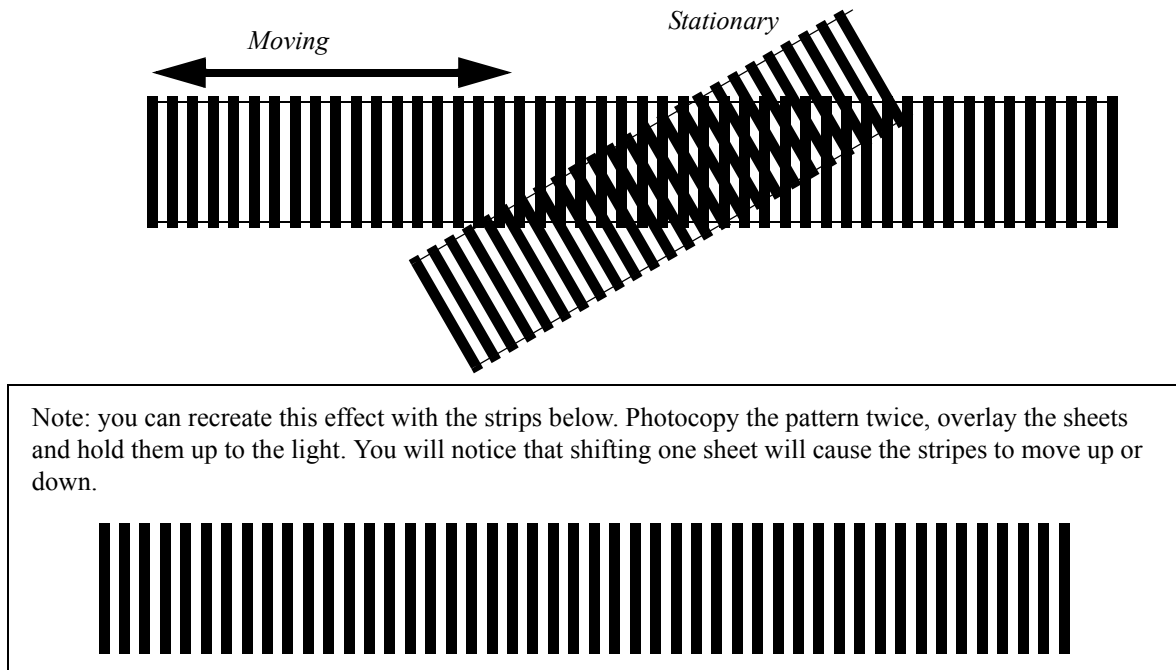 Moving
Stationary
Note: you can recreate this effect with the strips below. Photocopy the pattern twice, overlay the sheets
and hold them up to the light. You will notice that shifting one sheet will cause the stripes to move up or
down.